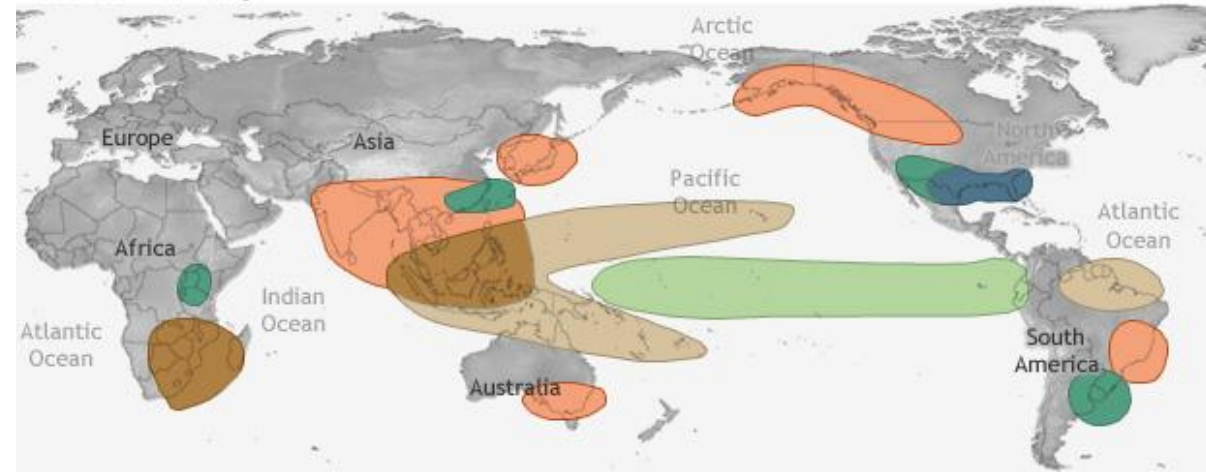 Arctic
Ocean
Europe
Asia
North
America
Pacific
Ocean
Atlantic
Ocean
Africa
Indian
Ocean
Atlantic
Ocean
South
America
Australia